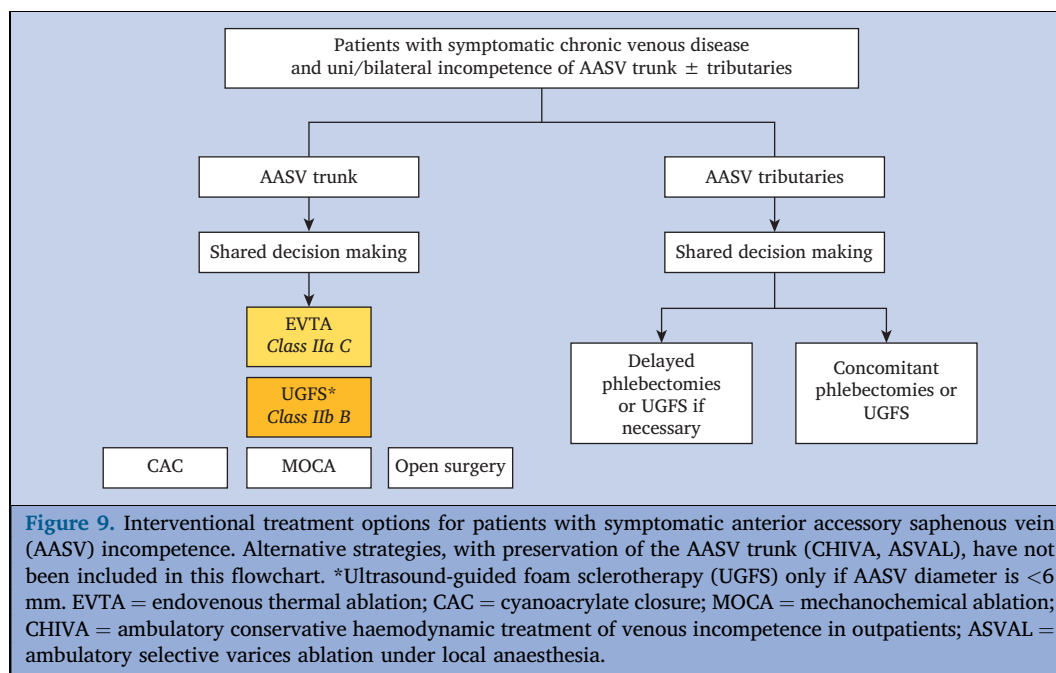 Patients with symptomatic chronic venous disease
and uni/bilateral incompetence of AASV trunk ± tributaries
AASV trunk
AASV tributaries
Shared decision making
Shared decision making
EVTA
Class IIa C
UGFS*
Class IIb B
CAC
MOCA
Open surgery
Delayed
phlebectomies
or UGFS if
necessary
Concomitant
phlebectomies or
UGFS
Figure 9. Interventional treatment options for patients with symptomatic anterior accessory saphenous vein
(AASV) incompetence. Alternative strategies, with preservation of the AASV trunk (CHIVA, ASVAL), have not
been included in this flowchart. *Ultrasound-guided foam sclerotherapy (UGFS) only if AASV diameter is <6
mm. EVTA = endovenous thermal ablation; CAC = cyanoacrylate closure; MOCA = mechanochemical ablation;
CHIVA = ambulatory conservative haemodynamic treatment of venous incompetence in outpatients; ASVAL =
ambulatory selective varices ablation under local anaesthesia.